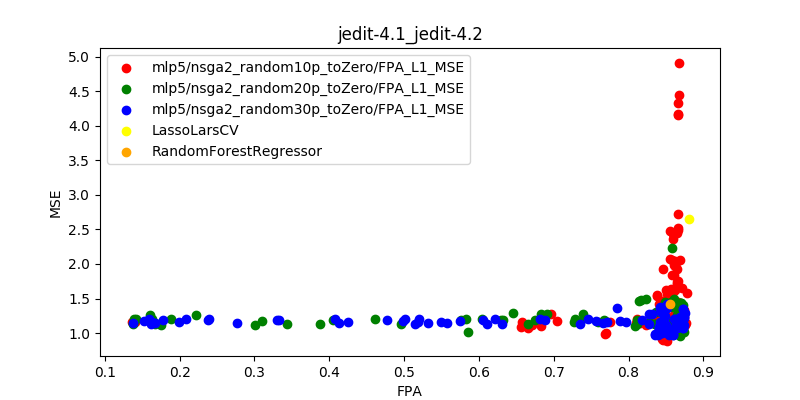 jedit-4.1_jedit-4.2
5.0
4.5
4.0
3.5
3.0
2.5
2.0
1.5
1.0
MSE
mlp5/nsga2_random10p_toZero/FPA_L1_MSE
mlp5/nsga2_random20p_toZero/FPA_L1_MSE
mlp5/nsga2_random30p_toZero/FPA_L1_MSE
LassoLarsCV
RandomForestRegressor
0.1 0.2 0.3 0.4 0.5 0.6 0.7 0.8 0.9
FPA